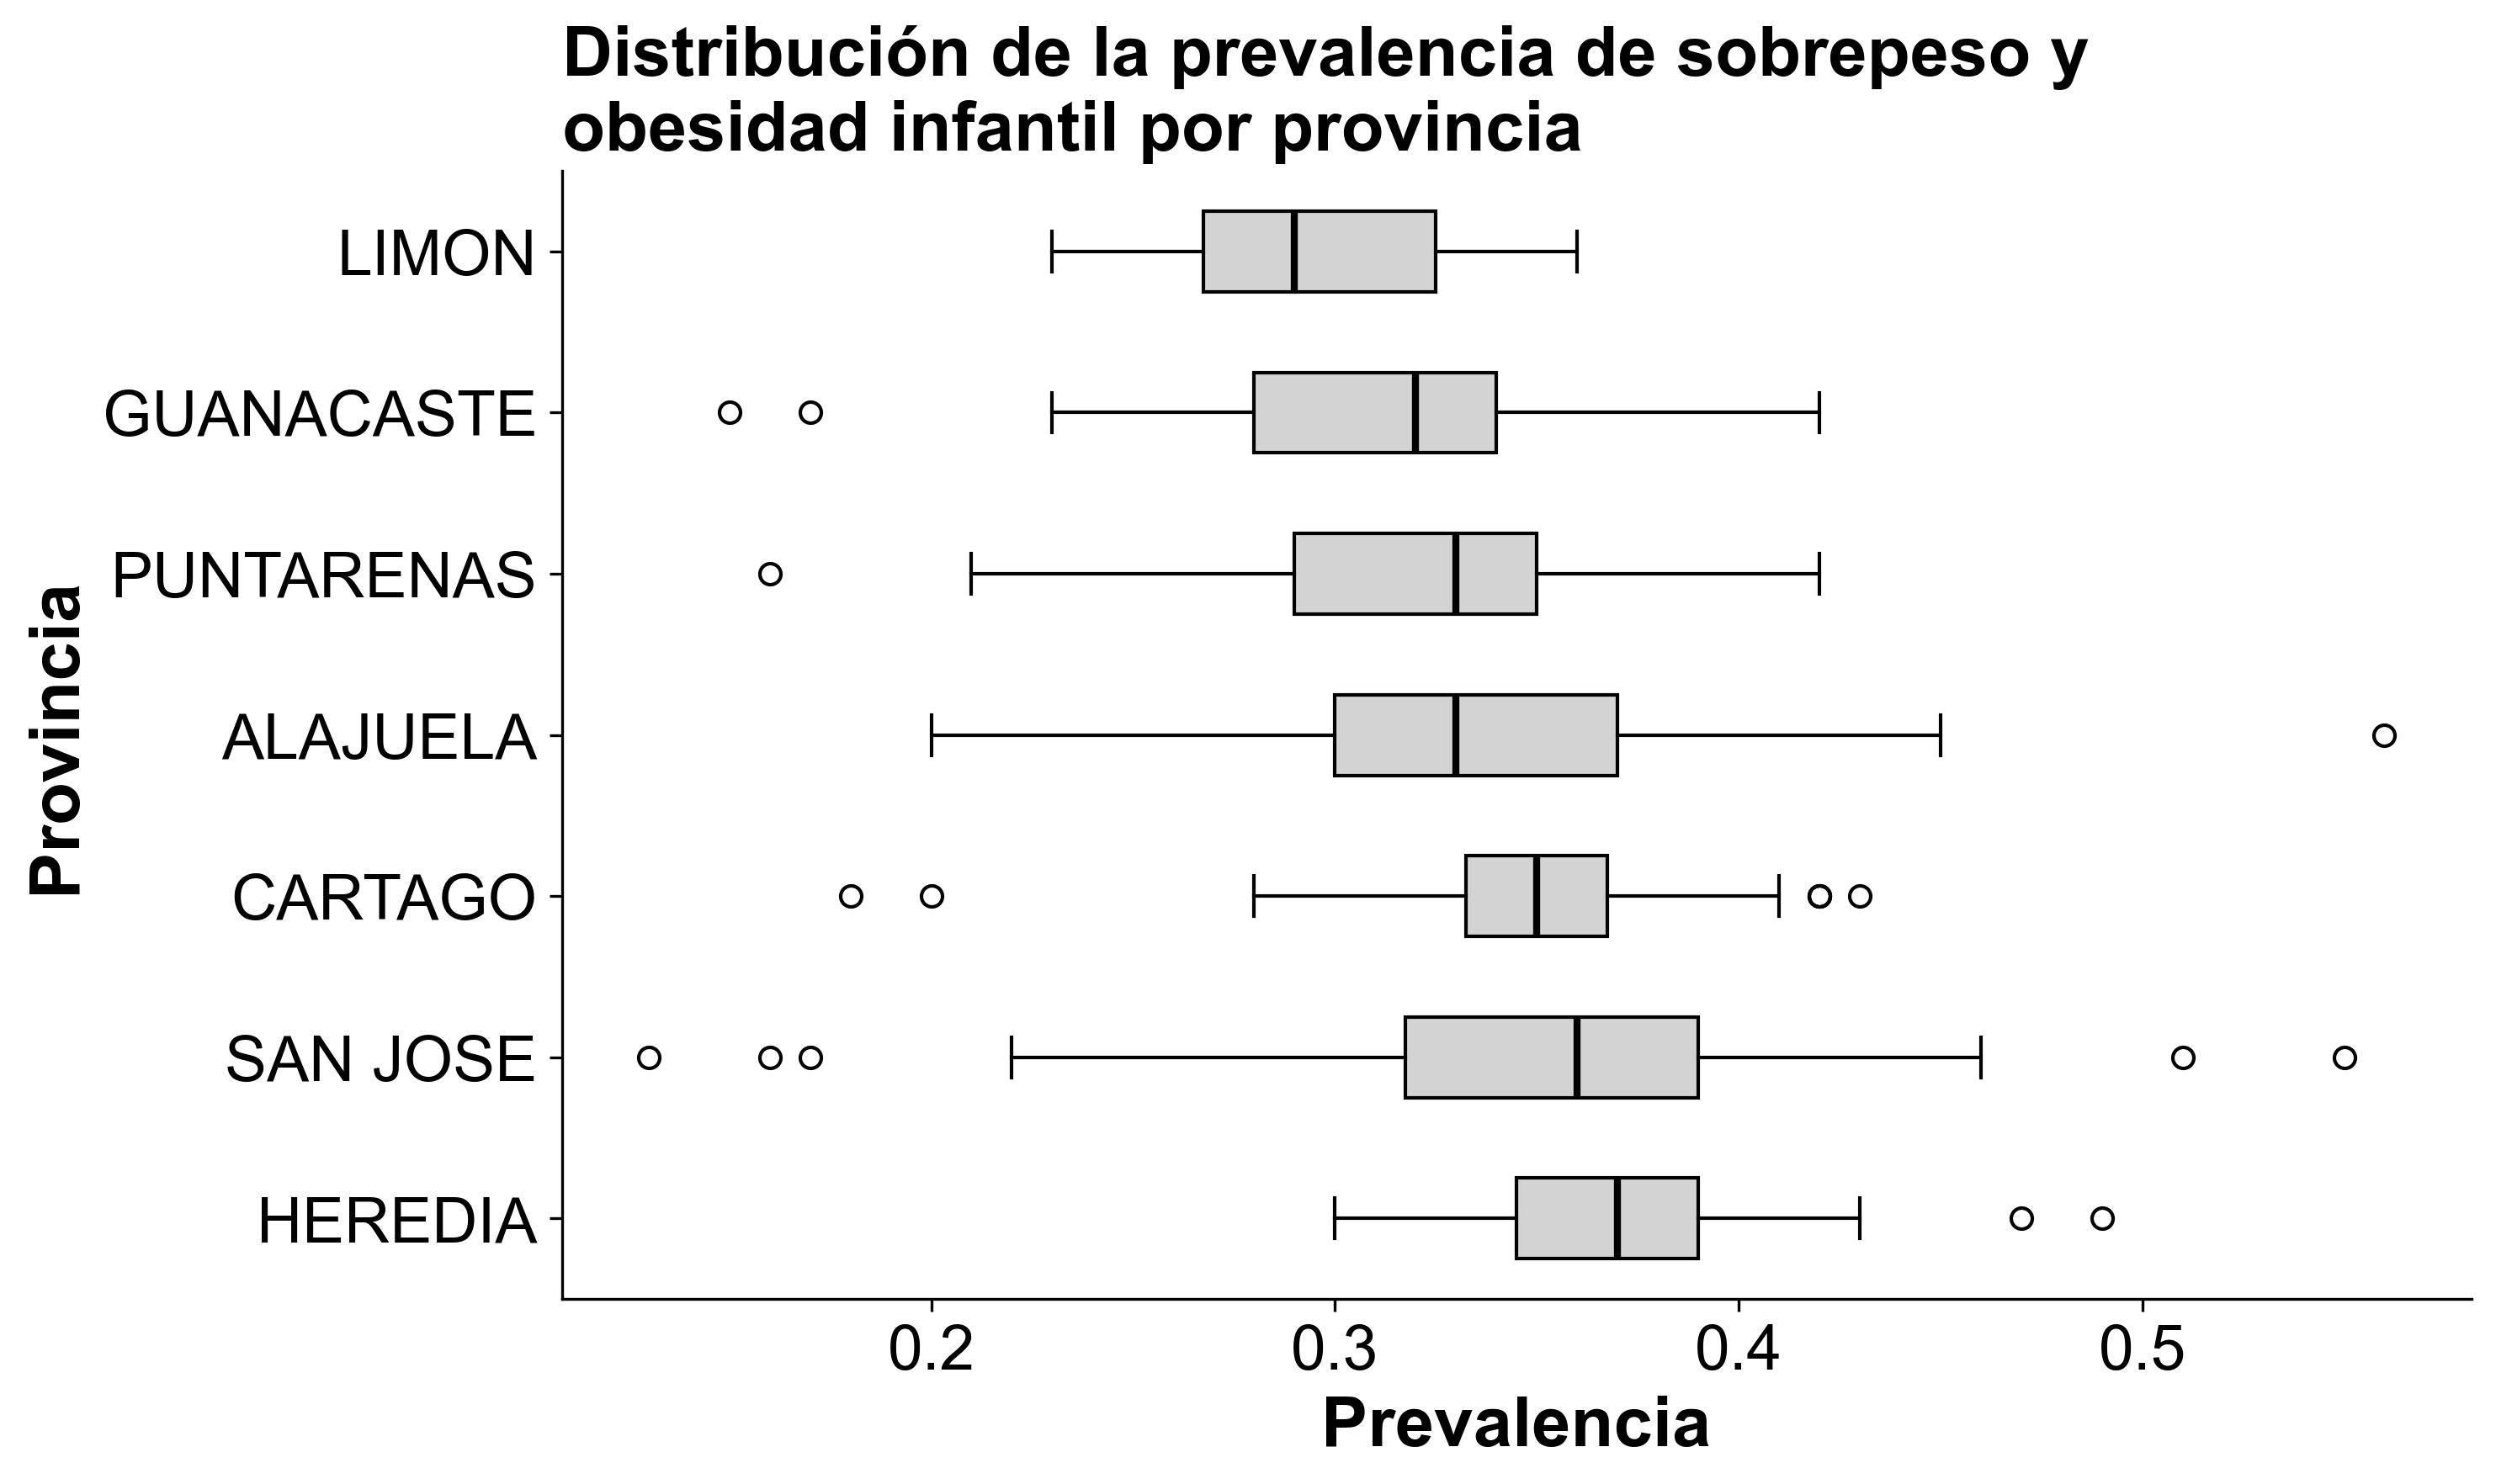 Distribución de la prevalencia de sobrepeso y
obesidad infantil por provincia
Provincia
LIMON
GUANACASTE
PUNTARENAS
ALAJUELA
CARTAGO
SAN JOSE
HEREDIA
0.2 0.3 0.4 0.5
Prevalencia